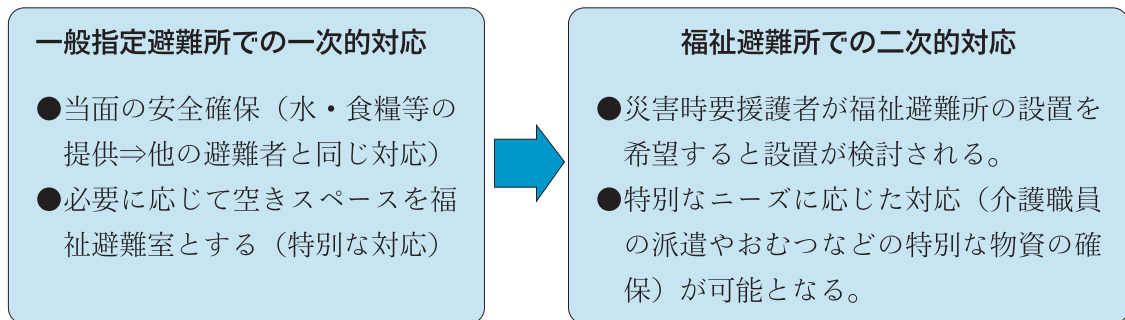 一般指定避難所での一次的対応
●当面の安全確保（水・食糧等の
提供⇒他の避難者と同じ対応）
●必要に応じて空きスペースを福
祉避難室とする（特別な対応）
福祉避難所での二次的対応
●災害時要援護者が福祉避難所の設置を
希望すると設置が検討される。
●特別なニーズに応じた対応（介護職員
の派遣やおむつなどの特別な物資の確
保）が可能となる。